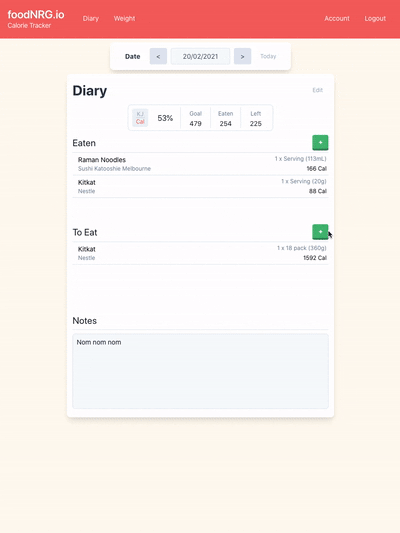 foodNRG.io
Calorie Tracker
Diary Weight Account Logout
Date < 20/02/2021 > Today
Diary Edit
KJ
Cal
53%
Goal Eaten Left
479 254 225
Eaten +
Raman Noodles 1 x Serving (113mL)
Sushi Katooshie Melbourne 166 Cal
Kitkat 1 x Serving (20g)
Nestle 88 Cal
To Eat +
Kitkat 1 x 18 pack (360g)
Nestle 1592 Cal
Notes
Nom nom nom